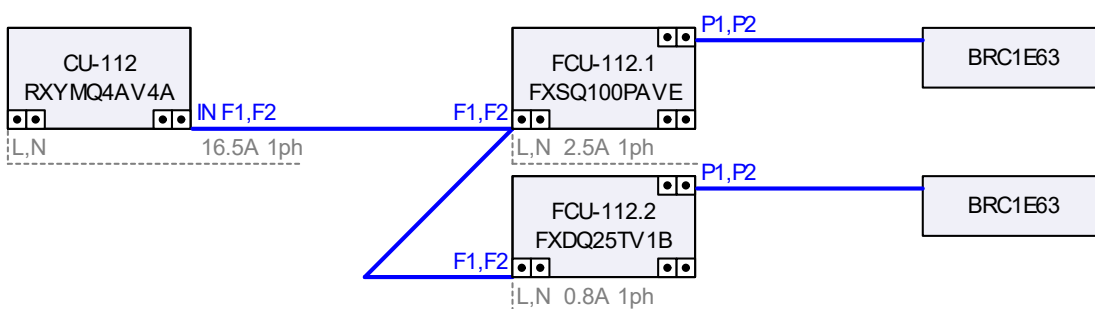 CU-112
RXYMQ4AV4A
IN F1,F2
L,N
16.5A 1ph
F1,F2
FCU-112.1
FXSQ100PAVE
P1,P2
BRC1E63
L,N 2.5A 1ph
F1,F2
FCU-112.2
FXDQ25TV1B
P1,P2
BRC1E63
L,N 0.8A 1ph